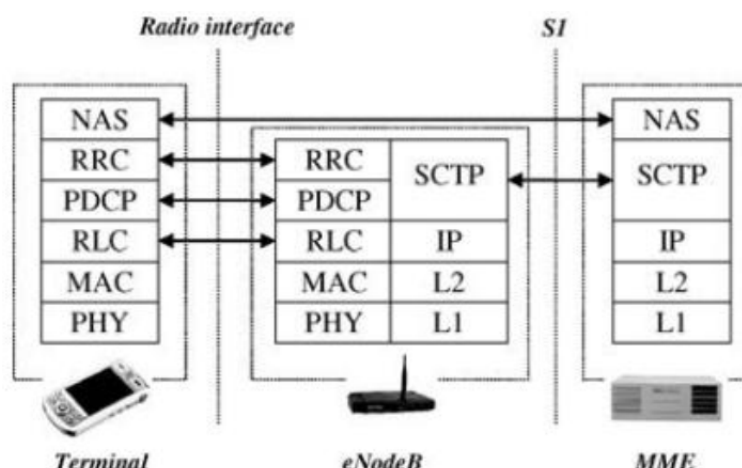 Radio interface S1
NAS NAS
RRC RRC SCTP SCTP
PDCP PDCP
RLC RLC IP IP
MAC MAC L2 L2
PHY PHY L1 L1
Terminal eNodeB MME